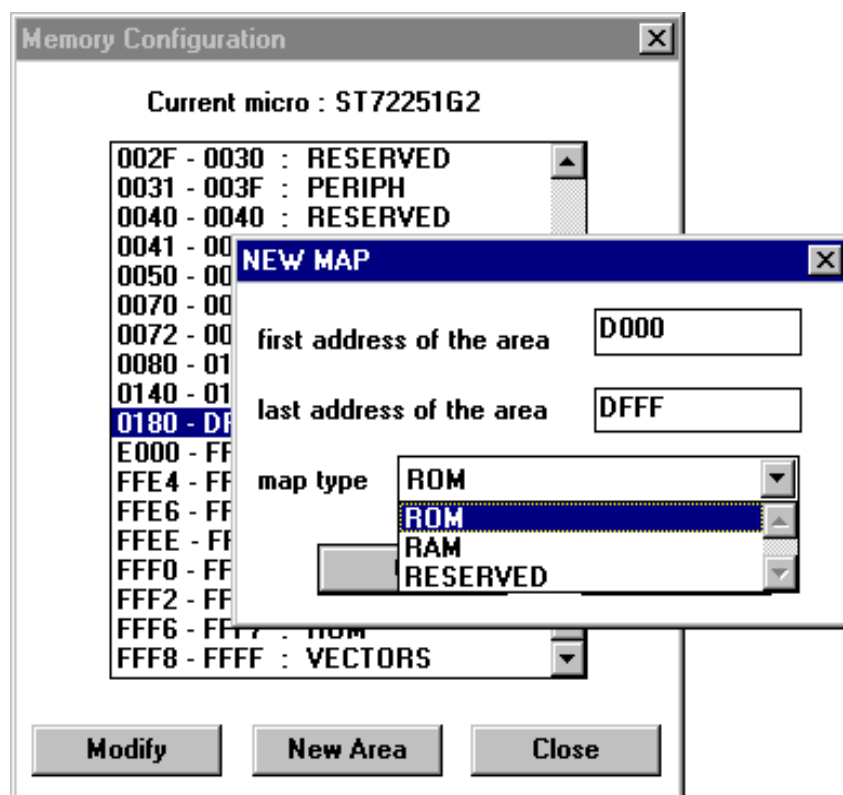 Memory Configuration
Current micro : ST72251G2
002F - 0030 : RESERVED
0031 - 003F : PERIPH
0040 - 0040 : RESERVED
0041 - 00
0050 - 00
0070 - 00
0072 - 00
0080 - 01
0140 - 01
0180 - DF
E000 - FF
FFE4 - FF
FFE6 - FF
FFEE - FF
FFF0 - FF
FFF2 - FF
FFF6 - FFF7 : ROM
FFF8 - FFFF : VECTORS
NEW MAP
first address of the area D000
last address of the area DFFF
map type ROM
ROM
RAM
RESERVED
Modify New Area Close